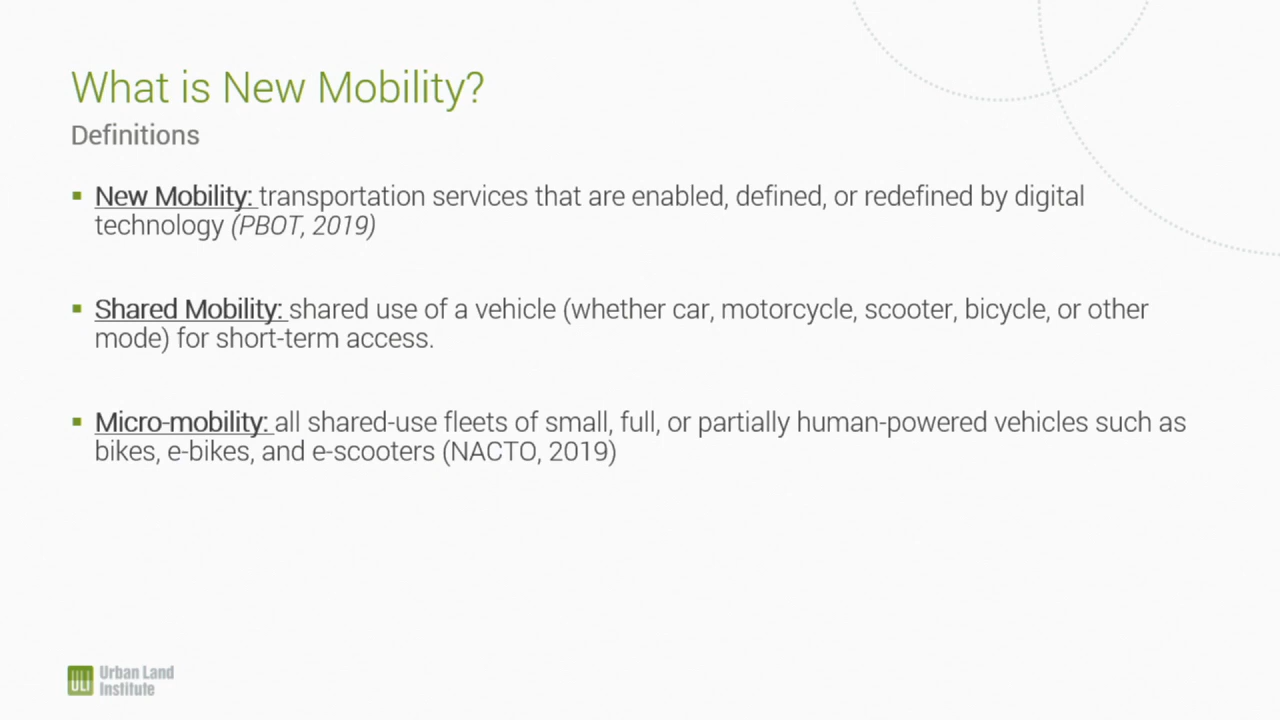 What is New Mobility?
Definitions
▪ New Mobility: transportation services that are enabled, defined, or redefined by digital
technology (PBOT, 2019)
▪ Shared Mobility: shared use of a vehicle (whether car, motorcycle, scooter, bicycle, or other
mode) for short-term access.
▪ Micro-mobility: all shared-use fleets of small, full, or partially human-powered vehicles such as
bikes, e-bikes, and e-scooters (NACTO, 2019)
ULI Urban Land
Institute